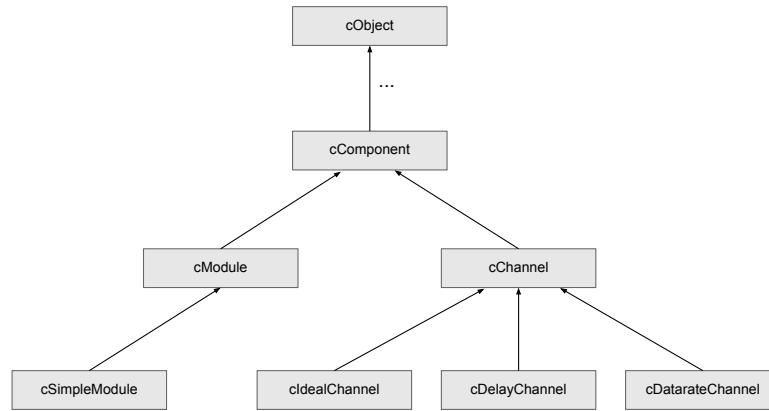 cObject
...
cComponent
cModule
cChannel
cSimpleModule
cIdealChannel
cDelayChannel
cDatarateChannel